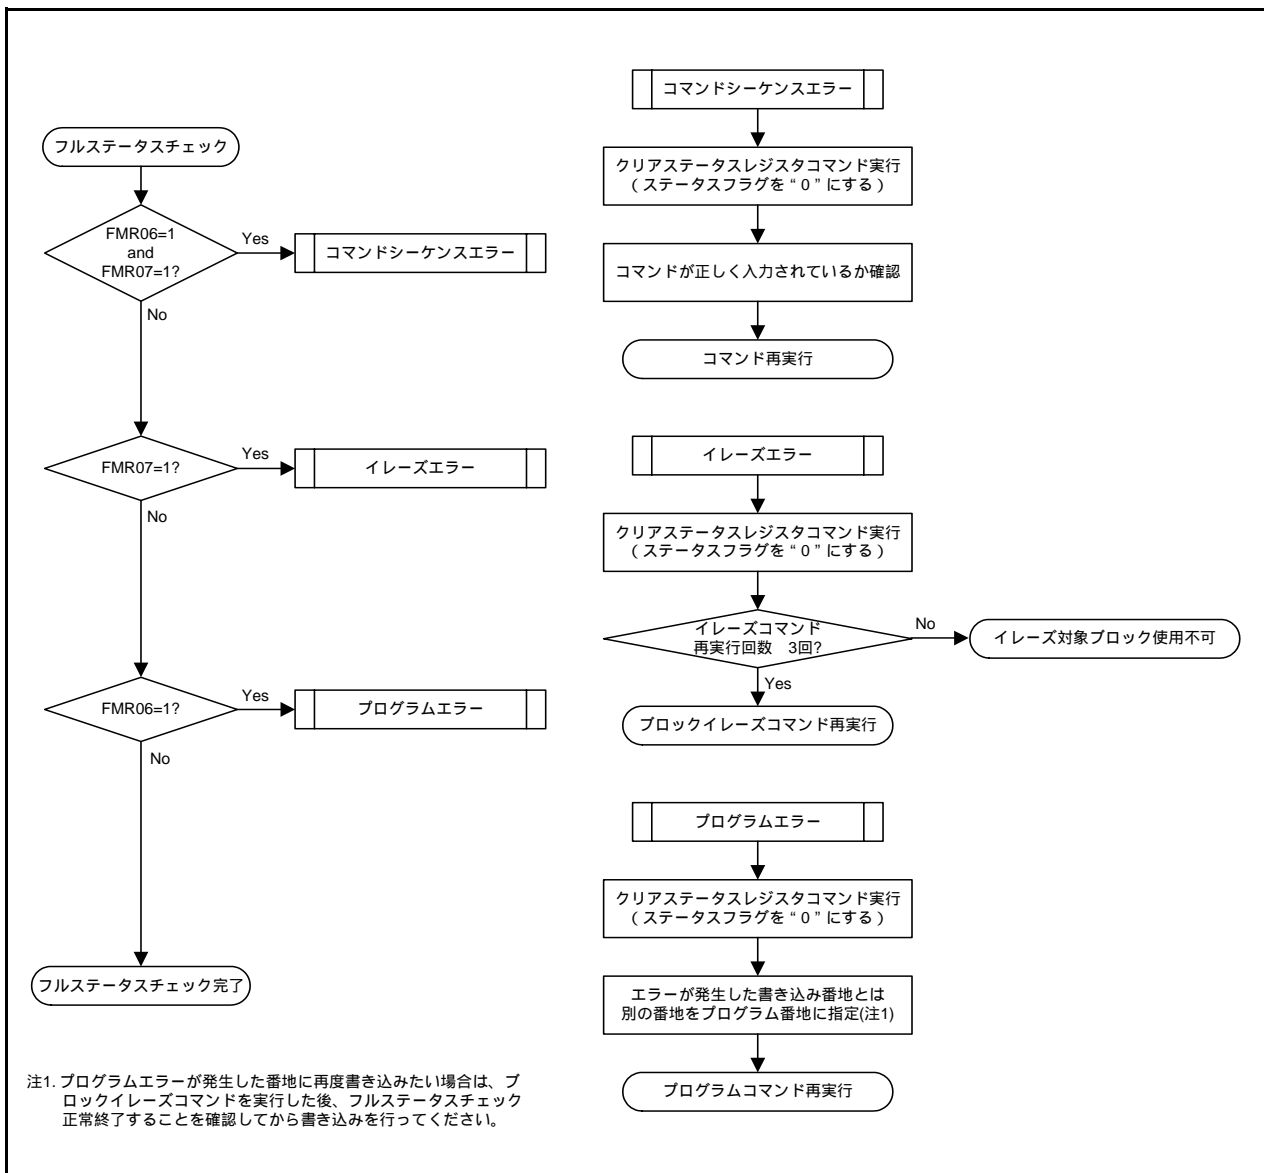 フルステータスチェック
FMR06=1
and
FMR07=1?
Yes
コマンドシーケンスエラー
No
FMR07=1?
Yes
イレーズエラー
No
FMR06=1?
Yes
プログラムエラー
No
フルステータスチェック完了
コマンドシーケンスエラー
クリアステータスレジスタコマンド実行
(ステータスフラグを“0”にする)
コマンドが正しく入力されているか確認
コマンド再実行
イレーズエラー
クリアステータスレジスタコマンド実行
(ステータスフラグを“0”にする)
イレーズコマンド
再実行回数 3回?
No
イレーズ対象ブロック使用不可
Yes
ブロックイレーズコマンド再実行
プログラムエラー
クリアステータスレジスタコマンド実行
(ステータスフラグを“0”にする)
エラーが発生した書き込み番地とは
別の番地をプログラム番地に指定(注1)
プログラムコマンド再実行
注1. プログラムエラーが発生した番地に再度書き込みたい場合は、ブ
ロックイレーズコマンドを実行した後、フルステータスチェック
正常終了することを確認してから書き込みを行ってください。